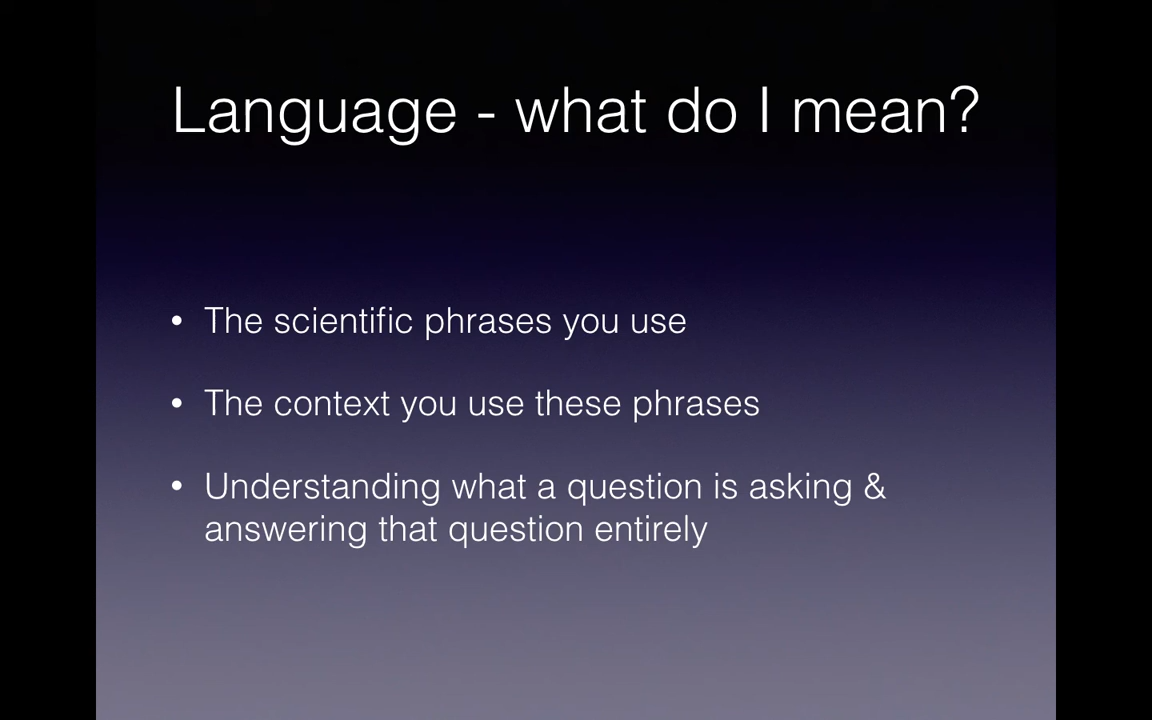 Language - what do I mean?
• The scientific phrases you use
• The context you use these phrases
• Understanding what a question is asking &
answering that question entirely